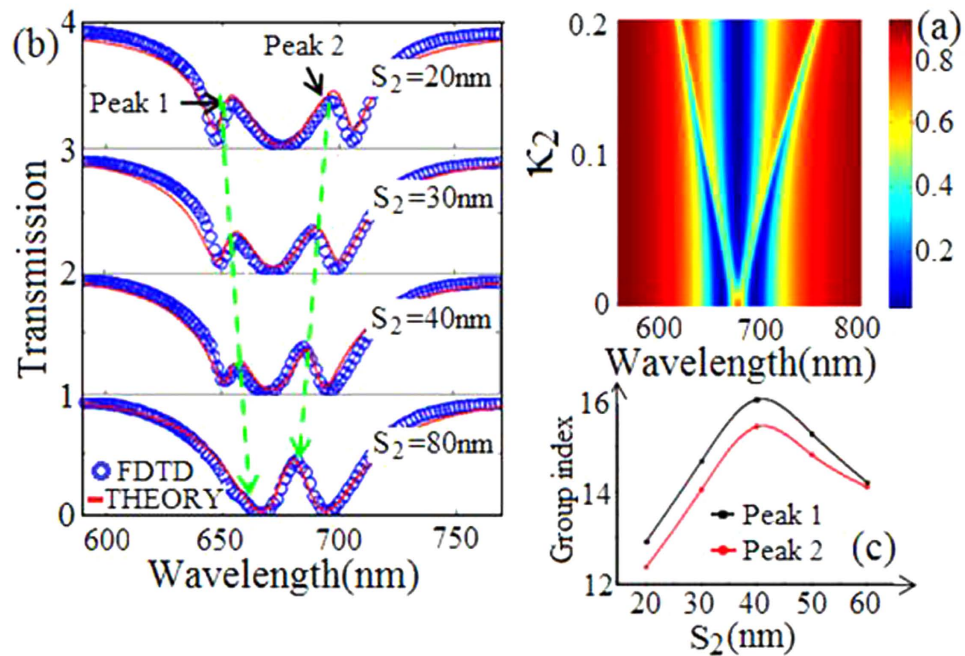 (b)
4
3
2
1
0
Transmission
Peak 1
Peak 2
S2=20nm
S2=30nm
S2=40nm
S2=80nm
FDTD
THEORY
600 650 700 750
Wavelength(nm)
(a)
0.2
0.1
0
κ2
600 700 800
Wavelength(nm)
0.8
0.6
0.4
0.2
16
14
12
Group index
Peak 1
Peak 2
(c)
20 30 40 50 60
S2(nm)